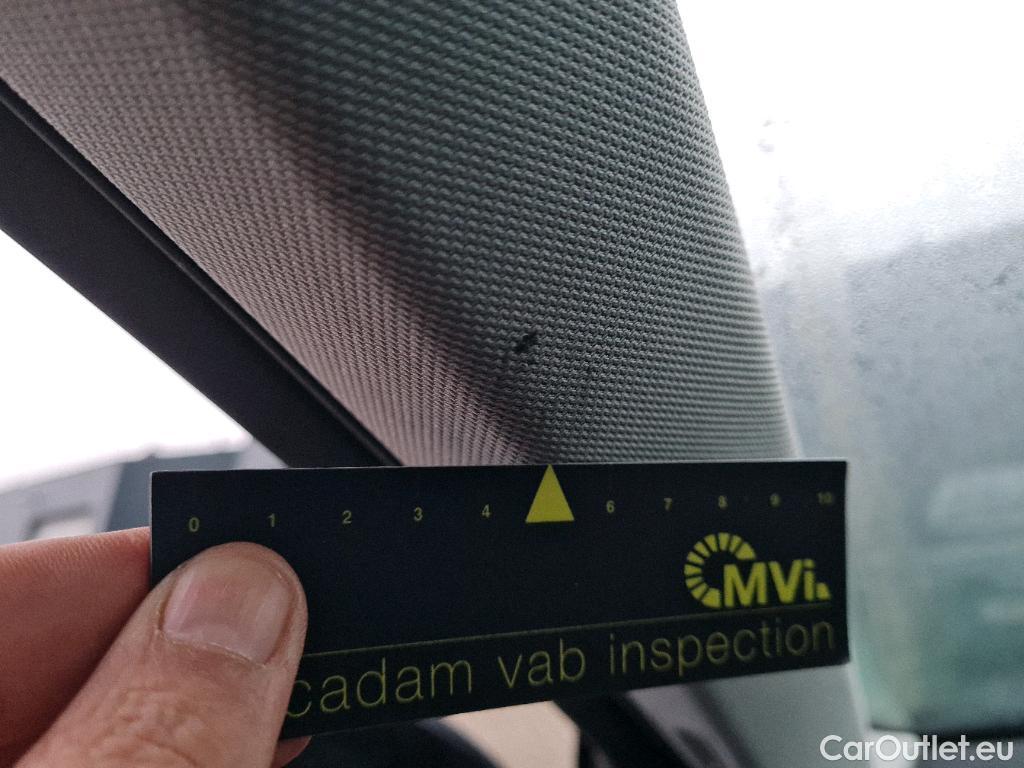 0 1 2 3 4 6 7 8 9 10
MVi.
cadam vab inspection
CarOutlet.eu